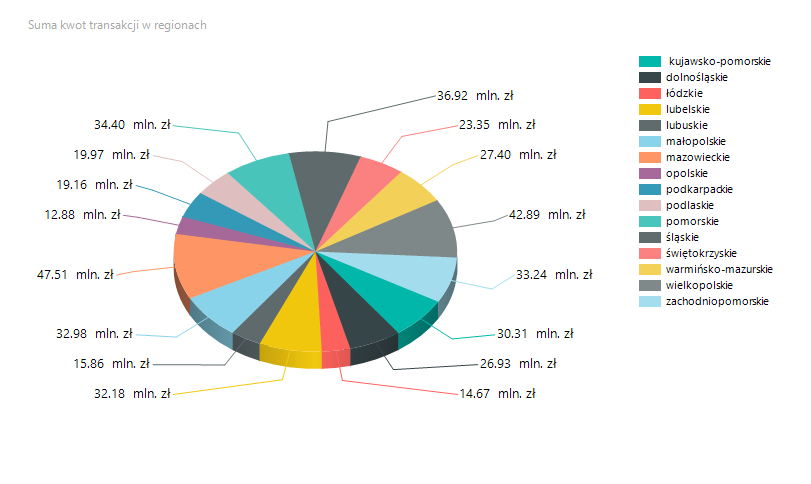 Suma kwot transakcji w regionach
36.92 mln. zł
34.40 mln. zł
23.35 mln. zł
19.97 mln. zł
27.40 mln. zł
19.16 mln. zł
12.88 mln. zł
42.89 mln. zł
47.51 mln. zł
33.24 mln. zł
32.98 mln. zł
30.31 mln. zł
15.86 mln. zł
26.93 mln. zł
32.18 mln. zł
14.67 mln. zł
kujawsko-pomorskie
dolnośląskie
łódzkie
lubelskie
lubuskie
małopolskie
mazowieckie
opolskie
podkarpackie
podlaskie
pomorskie
śląskie
świętokrzyskie
warmińsko-mazurskie
wielkopolskie
zachodniopomorskie